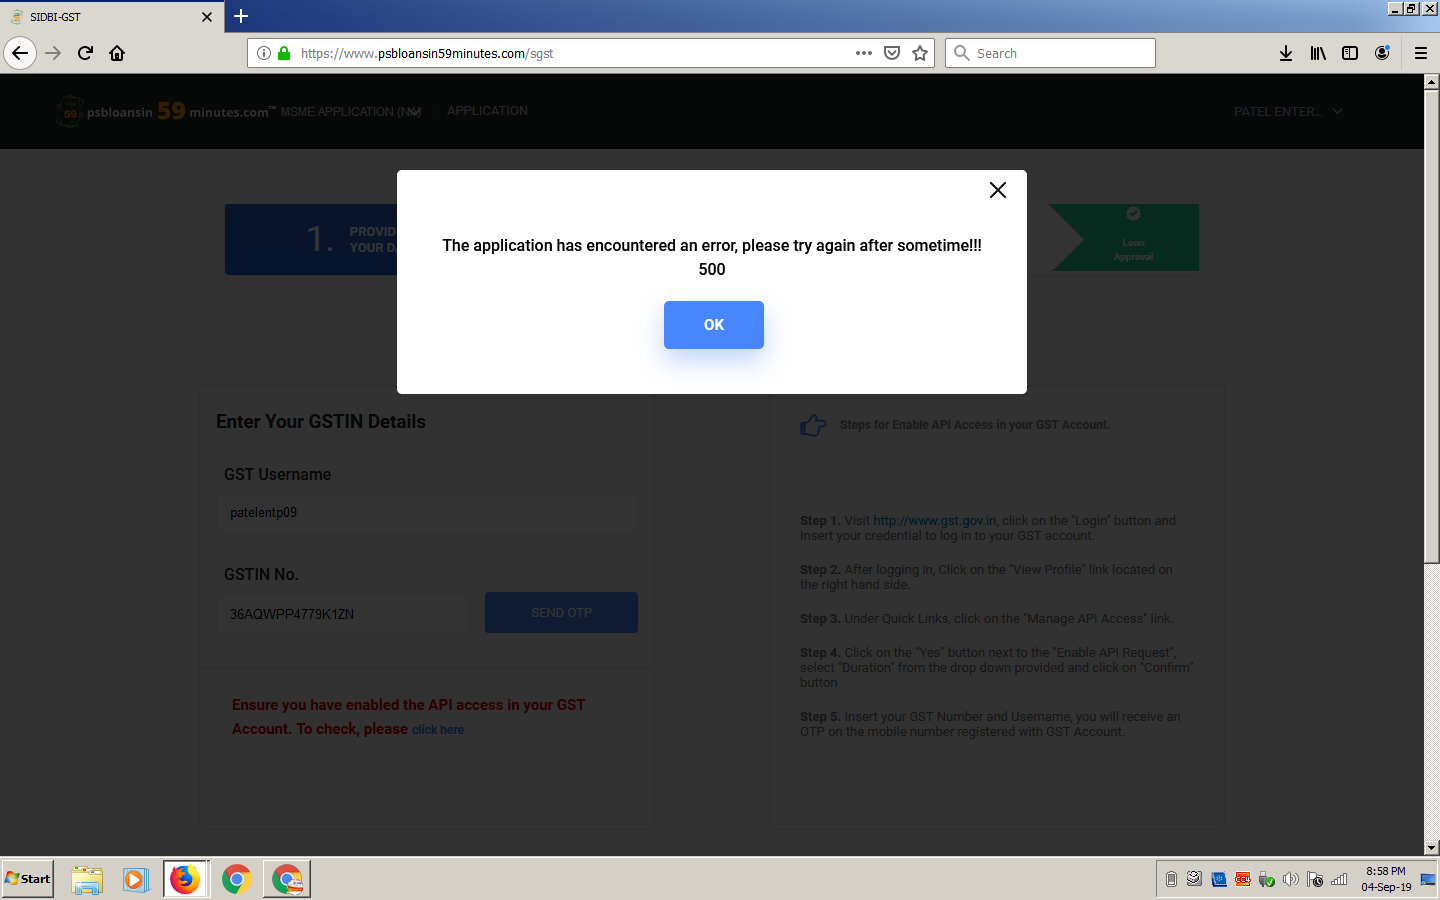 SIDBI-GST
https://www.psbloansin59minutes.com/sgst
Search
59
psbloansin 59 minutes.com™
MSME APPLICATION (N
APPLICATION
PATEL ENTER...
1.
PROVID
YOUR D
Loan
Approval
The application has encountered an error, please try again after sometime!!!
500
OK
Enter Your GSTIN Details
GST Username
patelentp09
GSTIN No.
36AQWPP4779K1ZN
SEND OTP
Ensure you have enabled the API access in your GST
Account. To check, please click here
Steps for Enable API Access in your GST Account.
Step 1. Visit http://www.gst.gov.in, click on the "Login" button and
Insert your credential to log in to your GST account.
Step 2. After logging in, Click on the "View Profile" link located on
the right hand side.
Step 3. Under Quick Links, click on the "Manage API Access" link.
Step 4. Click on the "Yes" button next to the "Enable API Request",
select "Duration" from the drop down provided and click on "Confirm"
button
Step 5. Insert your GST Number and Username, you will receive an
OTP on the mobile number registered with GST Account.
Start
8:58 PM
04-Sep-19